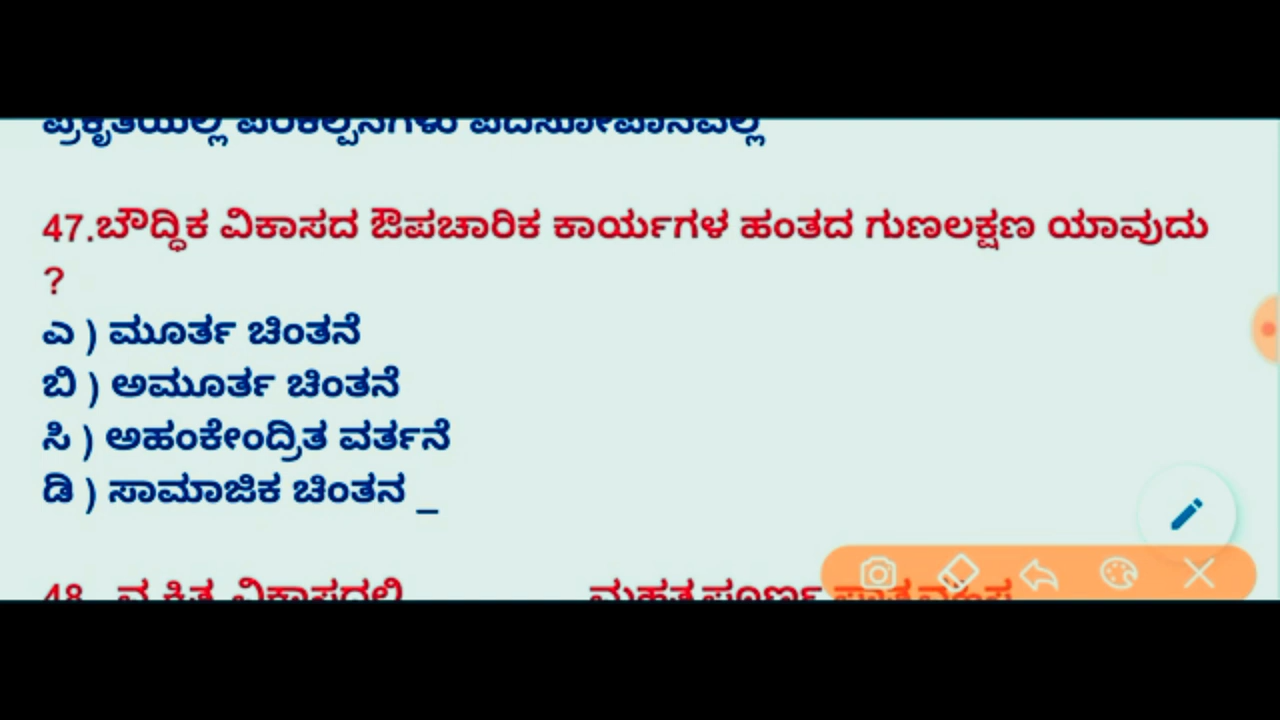 47.ಬೌದ್ಧಿಕ ವಿಕಾಸದ ಔಪಚಾರಿಕ ಕಾರ್ಯಗಳ ಹಂತದ ಗುಣಲಕ್ಷಣ ಯಾವುದು
?
ಎ ) ಮೂರ್ತ ಚಿಂತನೆ
ಬಿ ) ಅಮೂರ್ತ ಚಿಂತನೆ
ಸಿ ) ಅಹಂಕೇಂದ್ರಿತ ವರ್ತನೆ
ಡಿ ) ಸಾಮಾಜಿಕ ಚಿಂತನ _